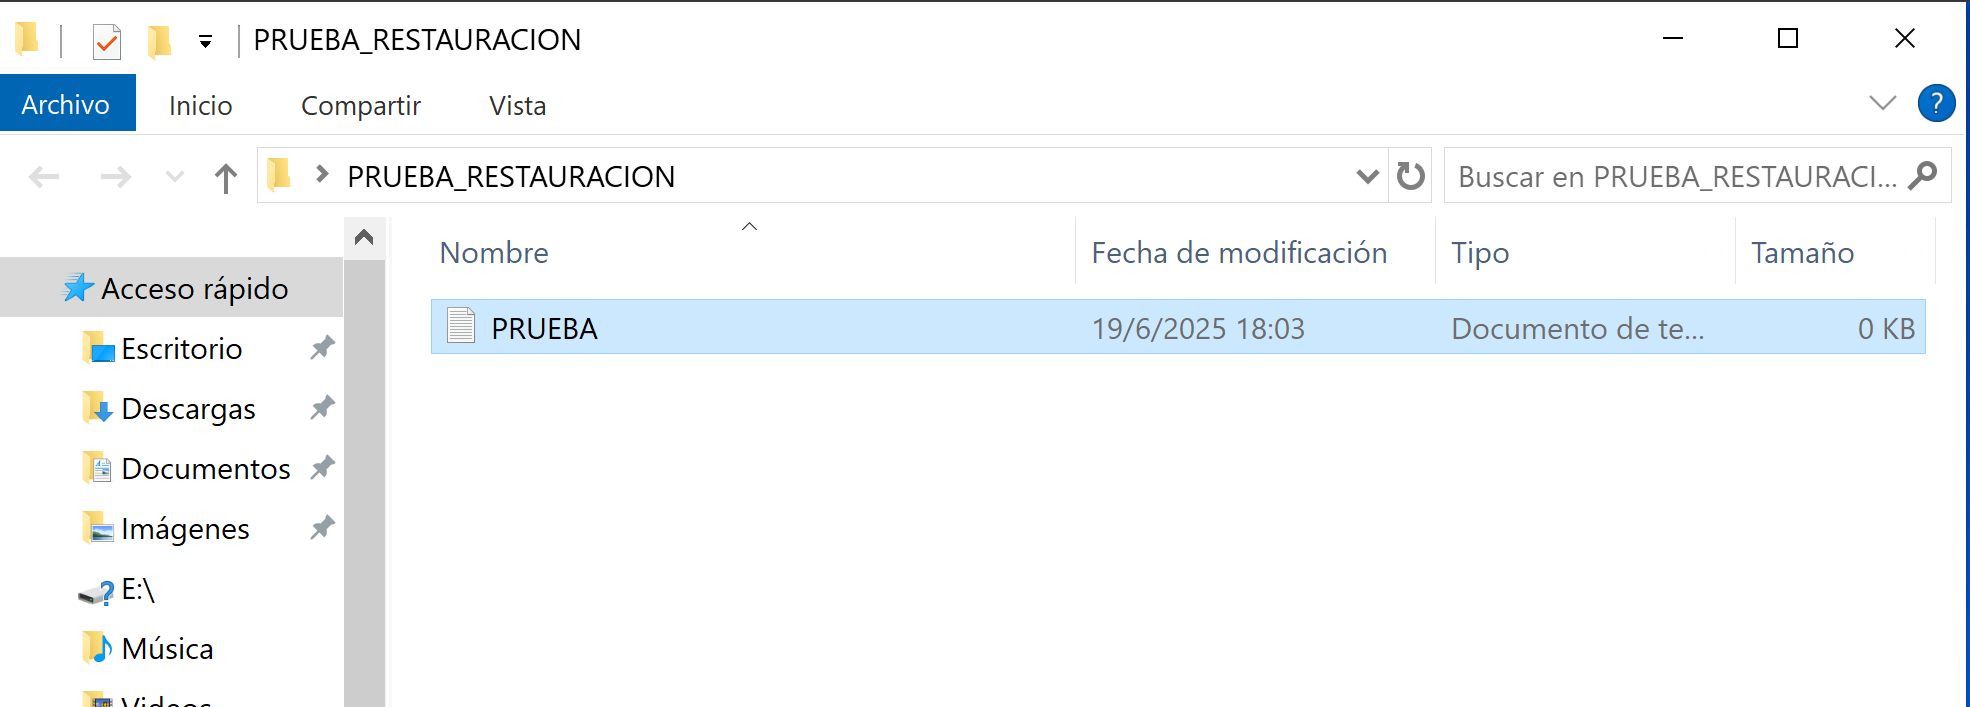 PRUEBA_RESTAURACION
Archivo Inicio Compartir Vista ?
PRUEBA_RESTAURACION Buscar en PRUEBA_RESTAURACI...
Nombre Fecha de modificación Tipo Tamaño
Acceso rápido
PRUEBA 19/6/2025 18:03 Documento de te... 0 KB
Escritorio
Descargas
Documentos
Imágenes
E:\
Música
Videos